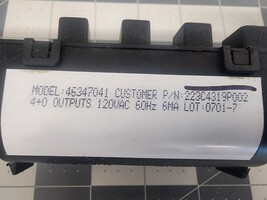 MODEL:46347041 CUSTOMER P/N:223C4319P002
4+0 OUTPUTS 120VAC 60Hz 6MA LOT:0701-7